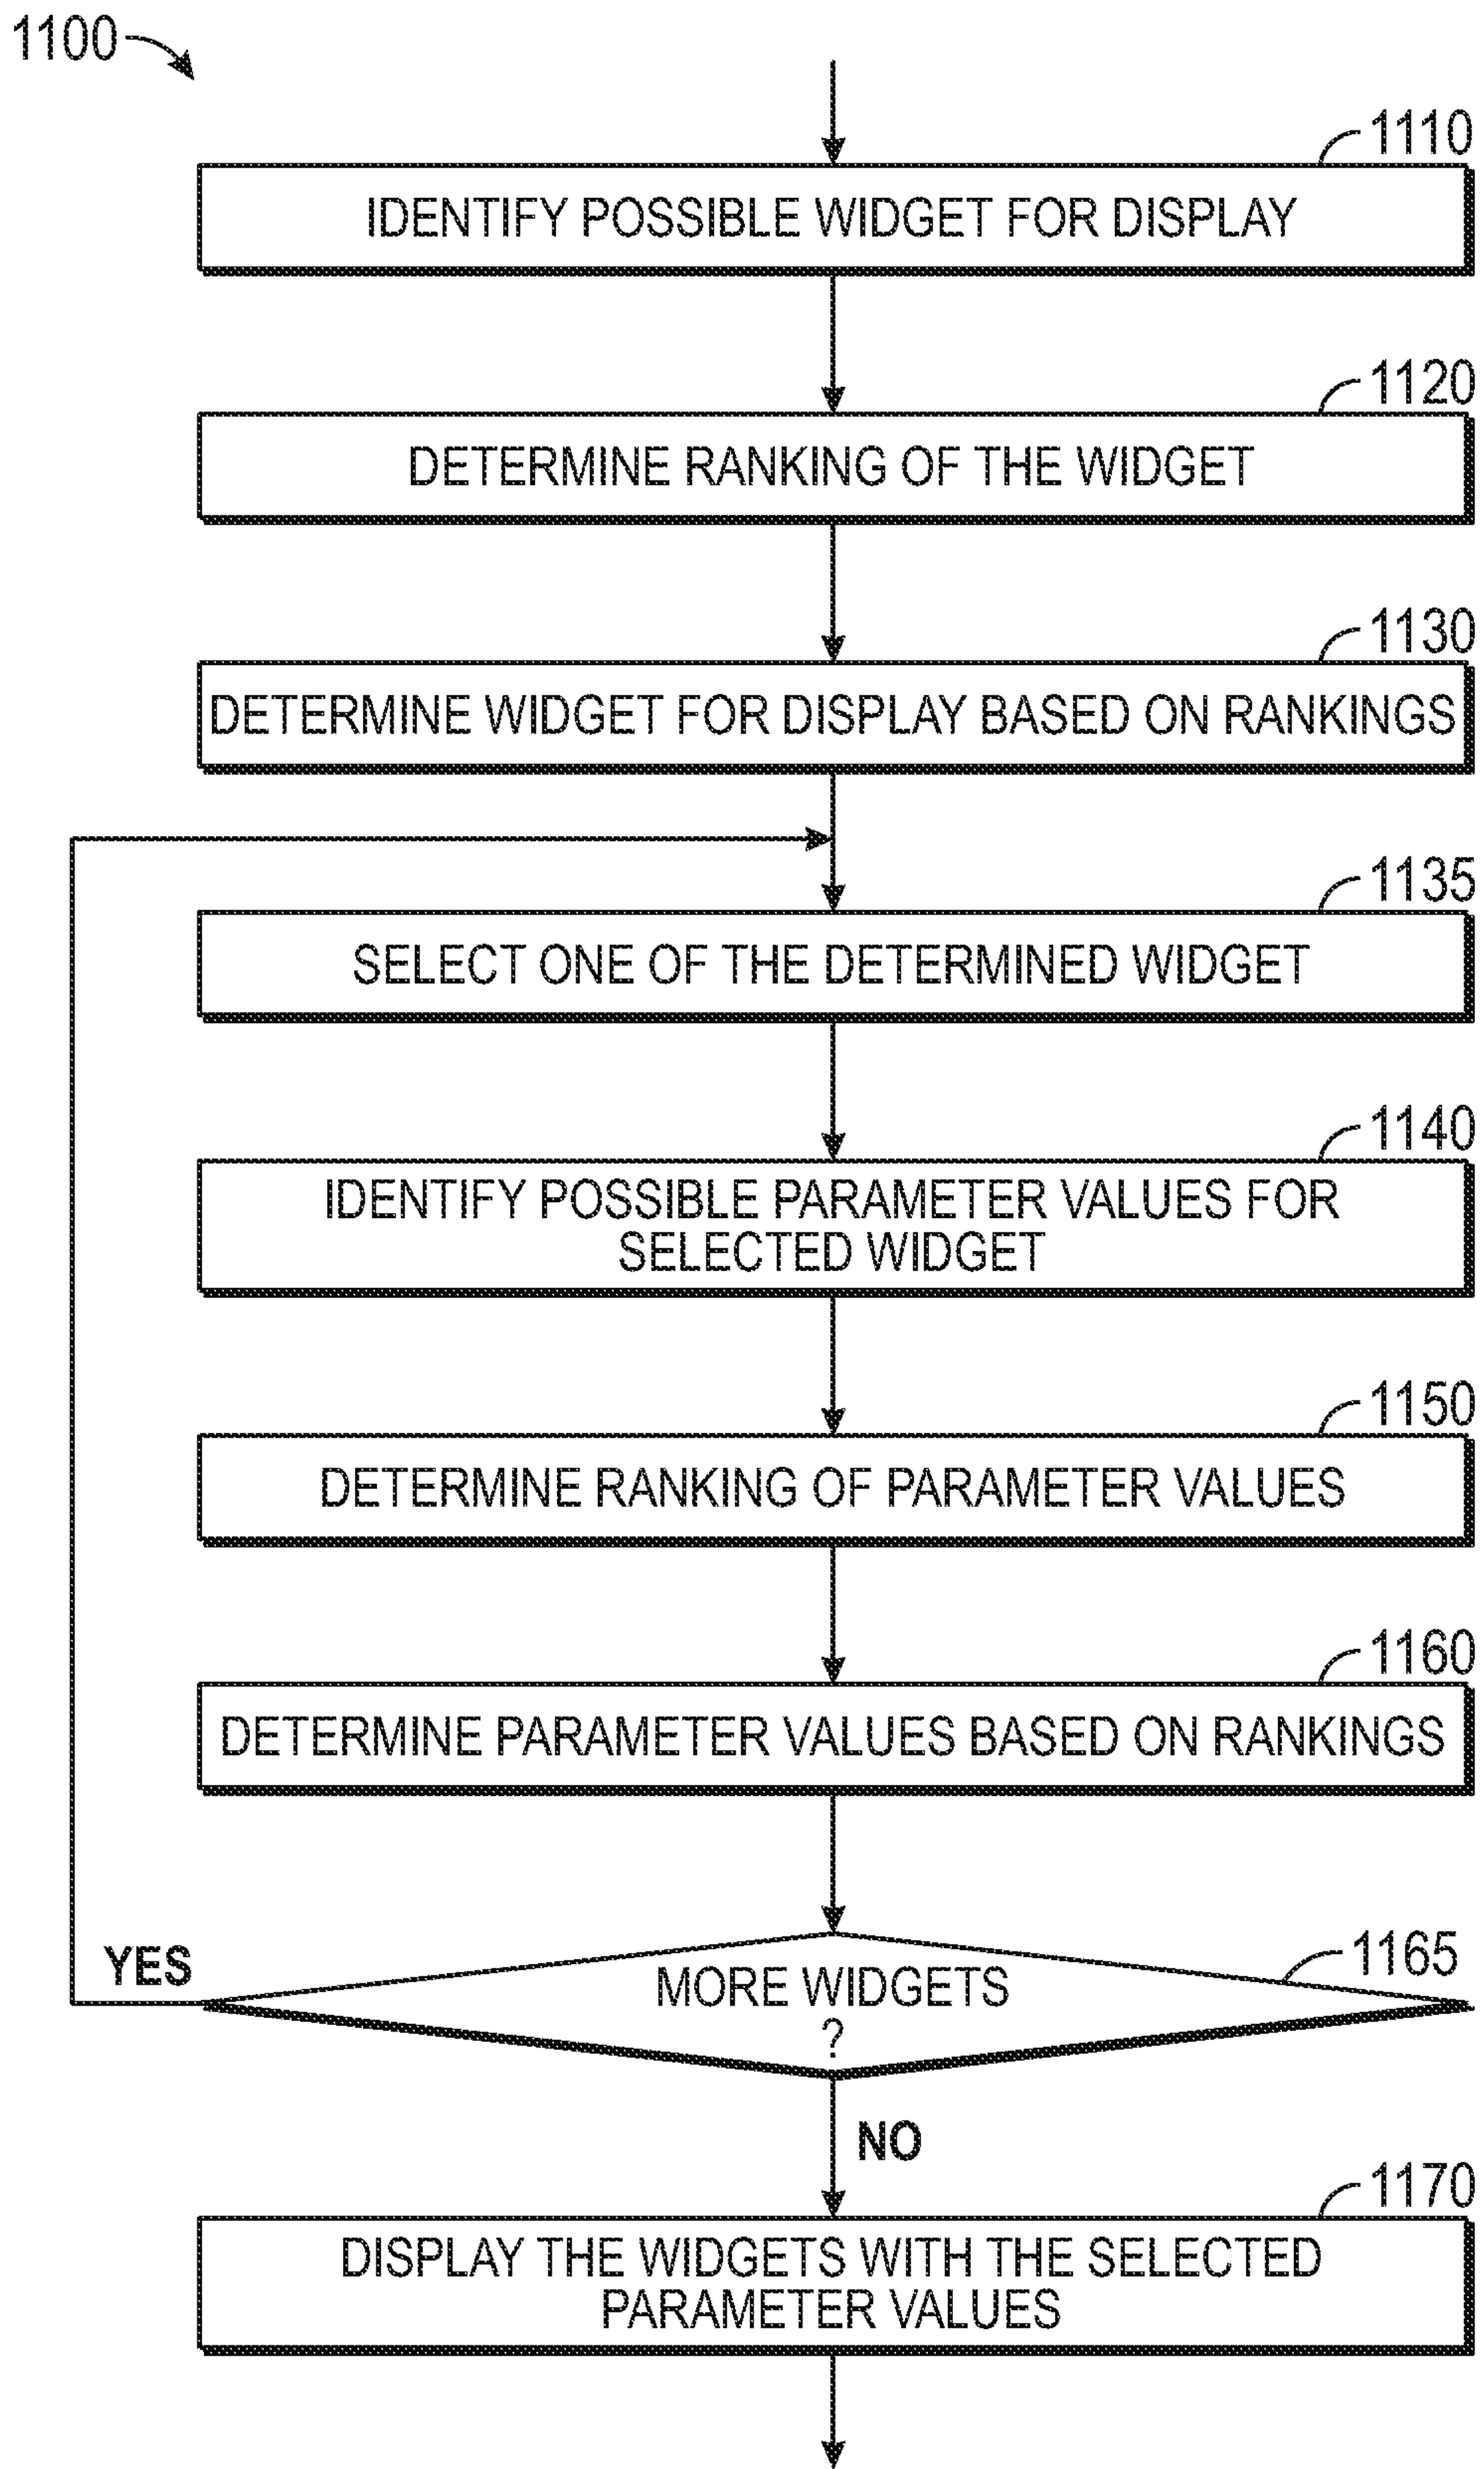 1100
1110
IDENTIFY POSSIBLE WIDGET FOR DISPLAY
1120
DETERMINE RANKING OF THE WIDGET
1130
DETERMINE WIDGET FOR DISPLAY BASED ON RANKINGS
1135
SELECT ONE OF THE DETERMINED WIDGET
1140
IDENTIFY POSSIBLE PARAMETER VALUES FOR
SELECTED WIDGET
1150
DETERMINE RANKING OF PARAMETER VALUES
1160
DETERMINE PARAMETER VALUES BASED ON RANKINGS
1165
YES
MORE WIDGETS
?
NO
1170
DISPLAY THE WIDGETS WITH THE SELECTED
PARAMETER VALUES